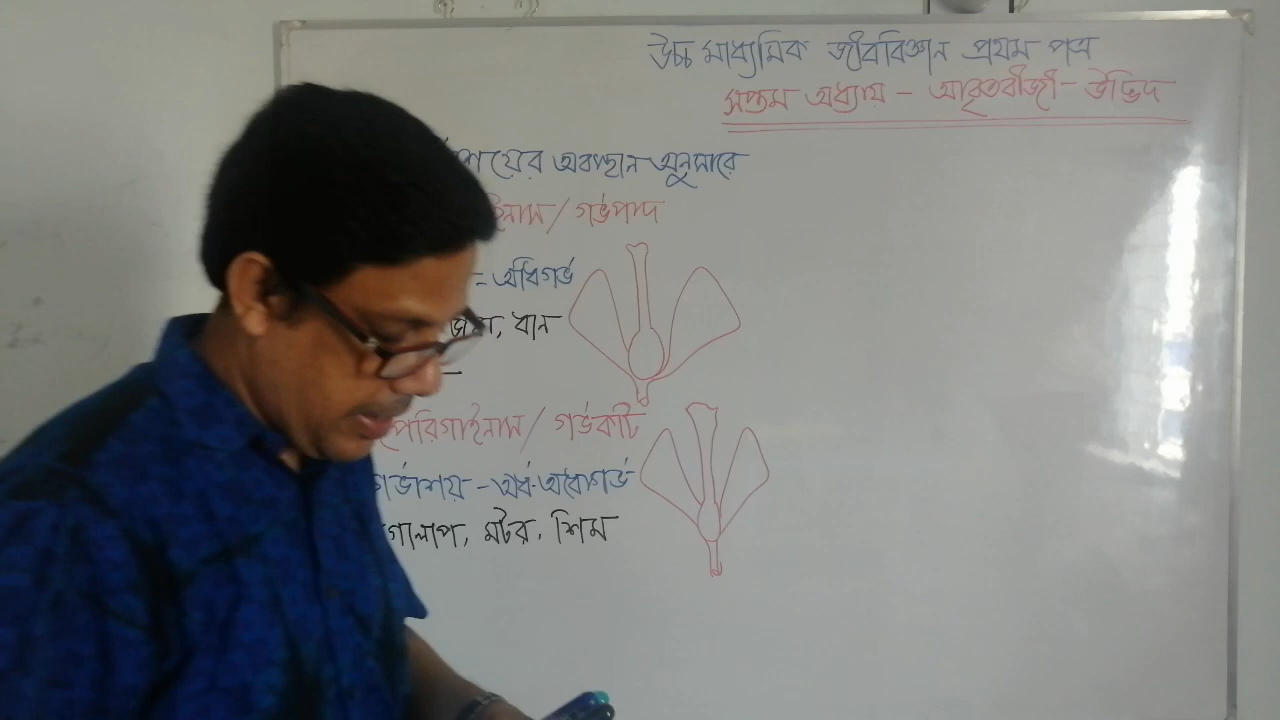 উচ্চ মাধ্যমিক জীববিজ্ঞান প্রথম পত্র
সপ্তম অধ্যায় - আবৃতবীজী - উদ্ভিদ
শয়ের অবস্থান অনুসারে
ইনাস / গর্ভপাদ
- অধিগর্ভ
জবা, ধান
পেরিগাইনাস / গর্ভকটি
গর্ভাশয় - অর্ধ-অধোগর্ভ
গোলাপ, মটর, শিম